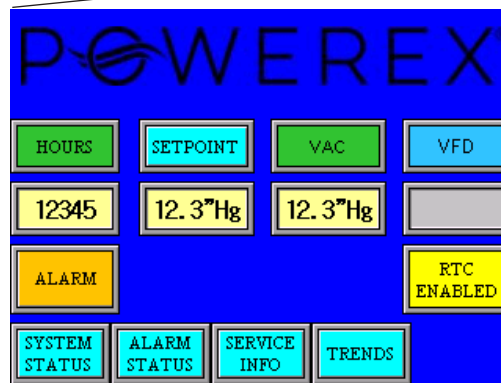 POWEREX
HOURS SETPOINT VAC VFD
12345 12.3"Hg 12.3"Hg
ALARM RTC ENABLED
SYSTEM STATUS ALARM STATUS SERVICE INFO TRENDS